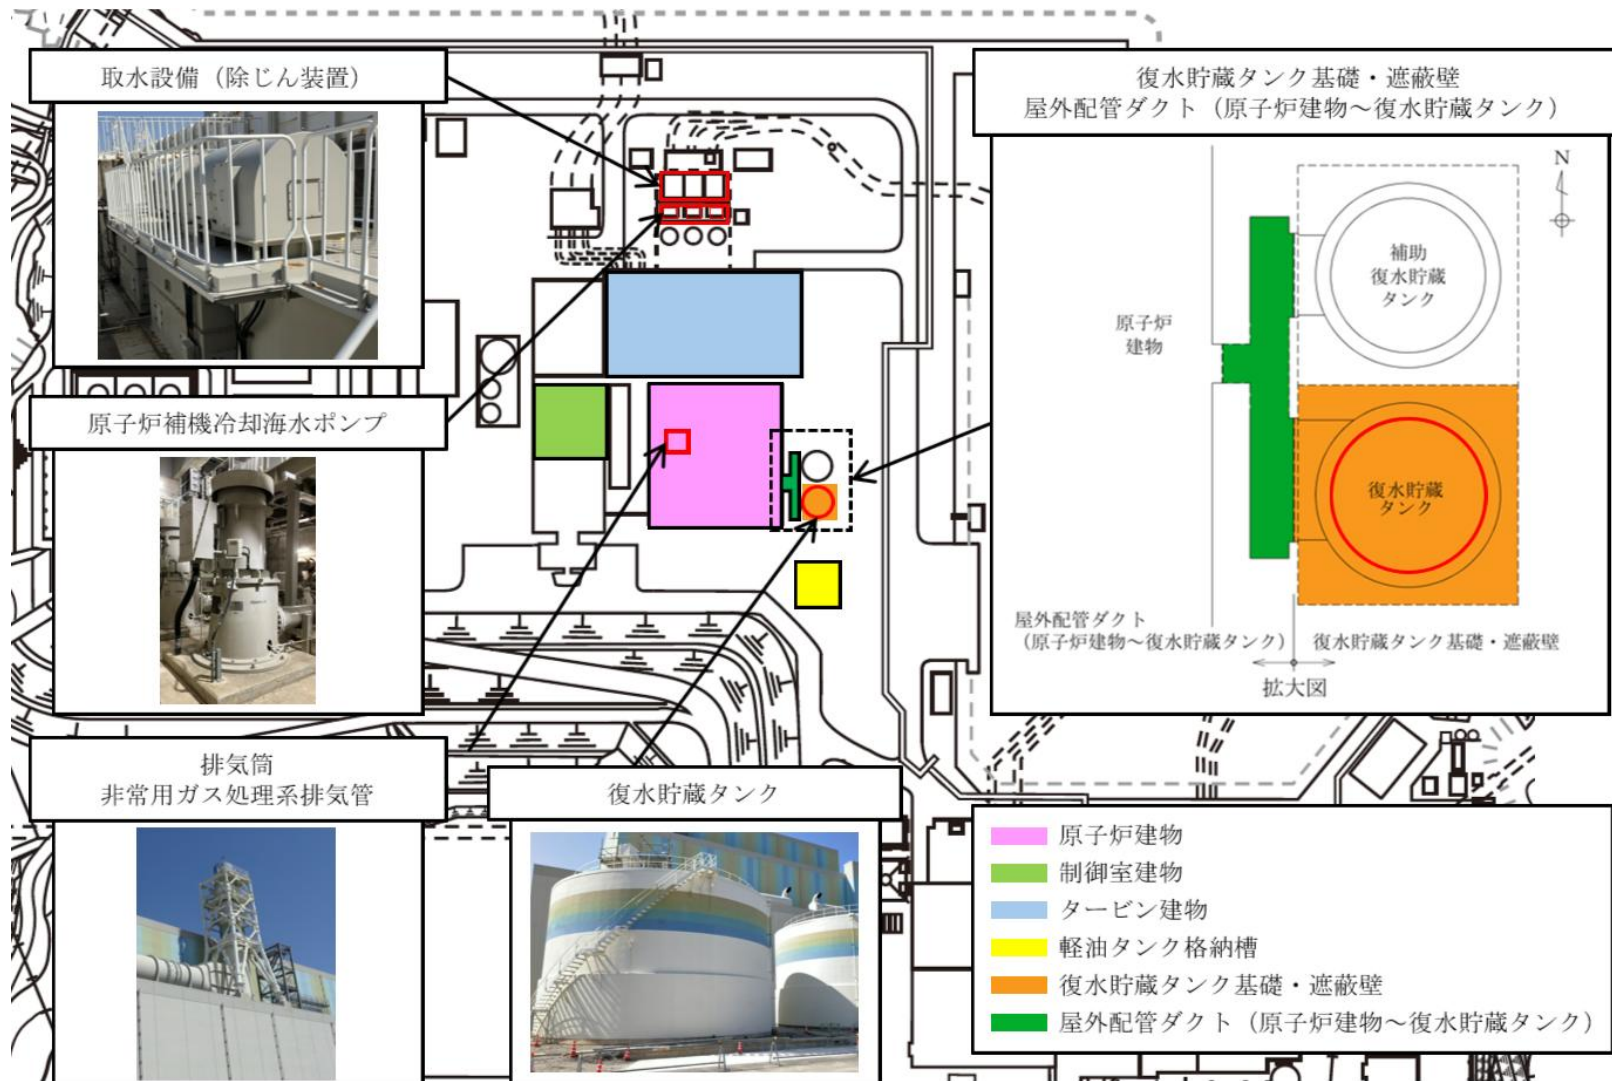 取水設備（除じん装置）
原子炉補機冷却海水ポンプ
排気筒
非常用ガス処理系排気管
復水貯蔵タンク
復水貯蔵タンク基礎・遮蔽壁
屋外配管ダクト（原子炉建物～復水貯蔵タンク）
N
補助
復水貯蔵
タンク
原子炉
建物
復水貯蔵
タンク
屋外配管ダクト
（原子炉建物～復水貯蔵タンク）
復水貯蔵タンク基礎・遮蔽壁
拡大図
原子炉建物
制御室建物
タービン建物
軽油タンク格納槽
復水貯蔵タンク基礎・遮蔽壁
屋外配管ダクト（原子炉建物～復水貯蔵タンク）